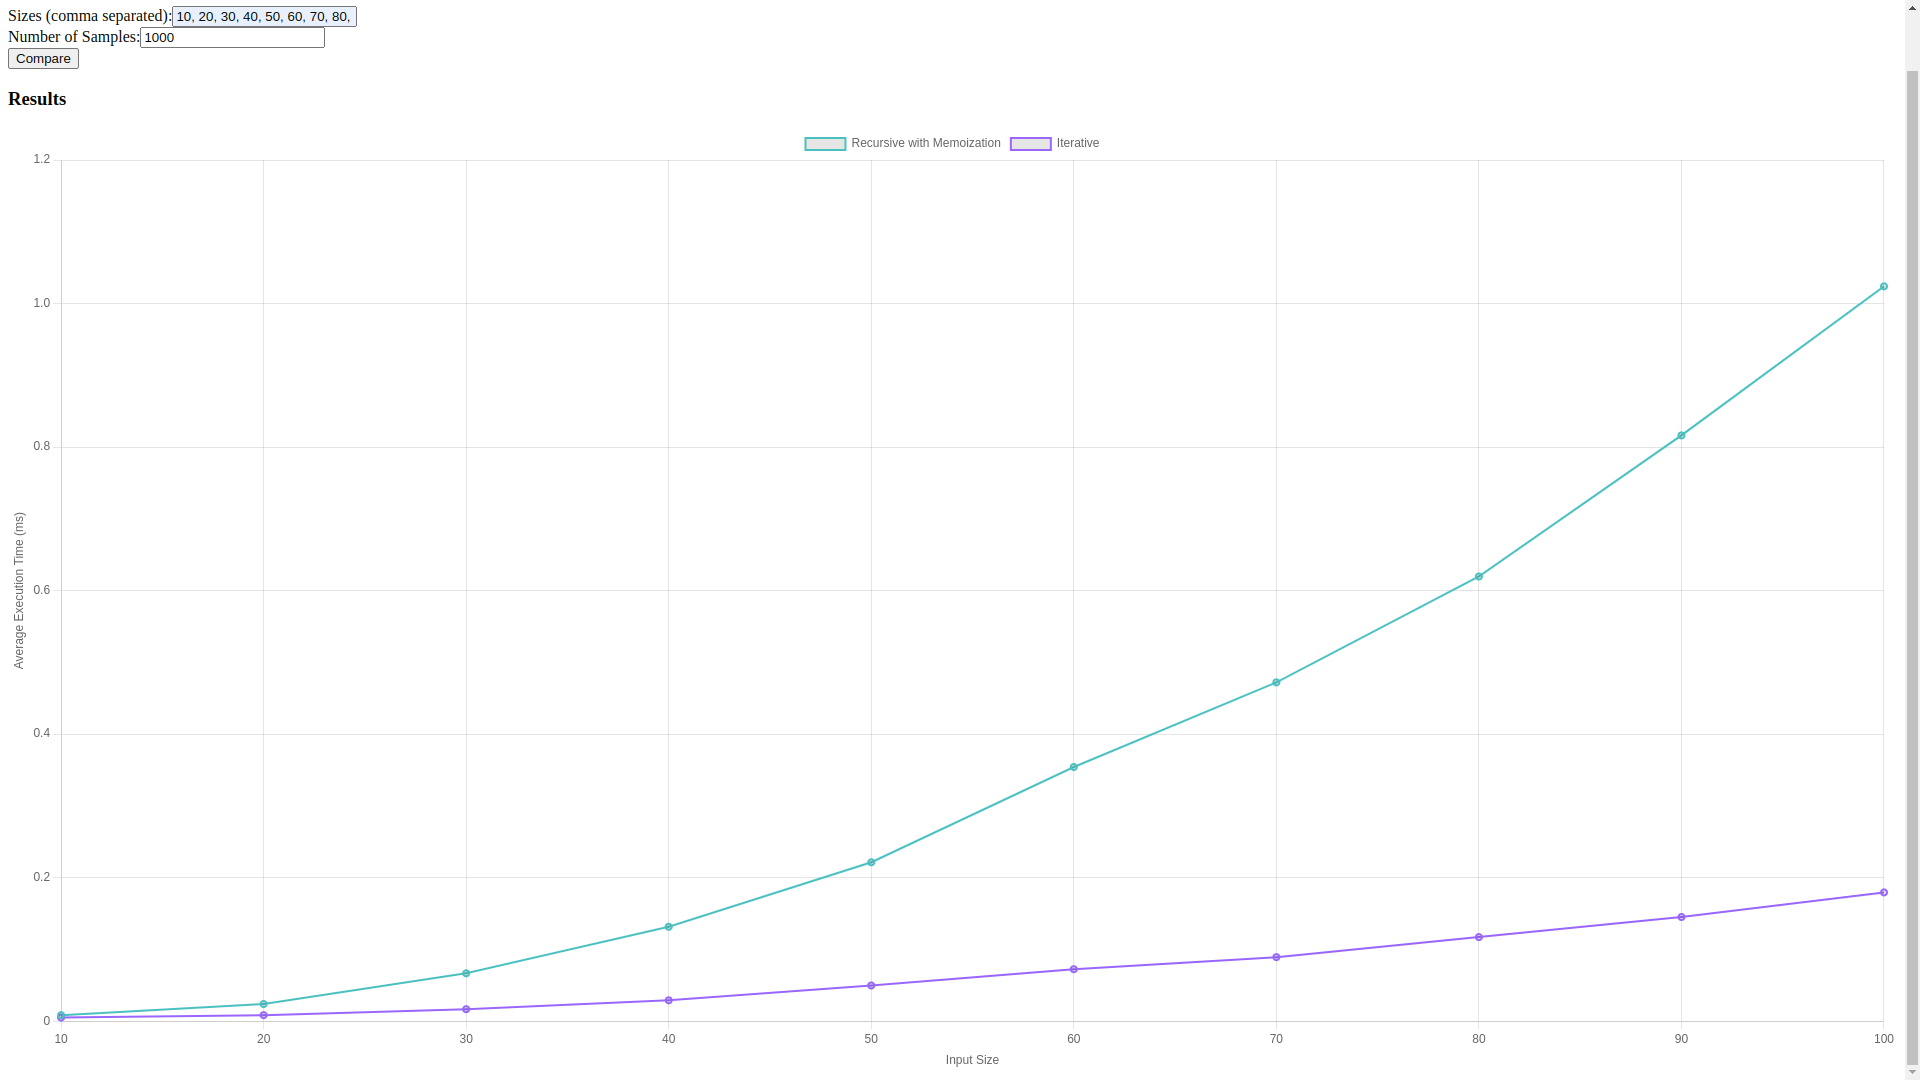 Sizes (comma separated): 10, 20, 30, 40, 50, 60, 70, 80,
Number of Samples: 1000
Compare
Results
Recursive with Memoization Iterative
1.2
1.0
0.8
0.6
0.4
0.2
0
Average Execution Time (ms)
10 20 30 40 50 60 70 80 90 100
Input Size